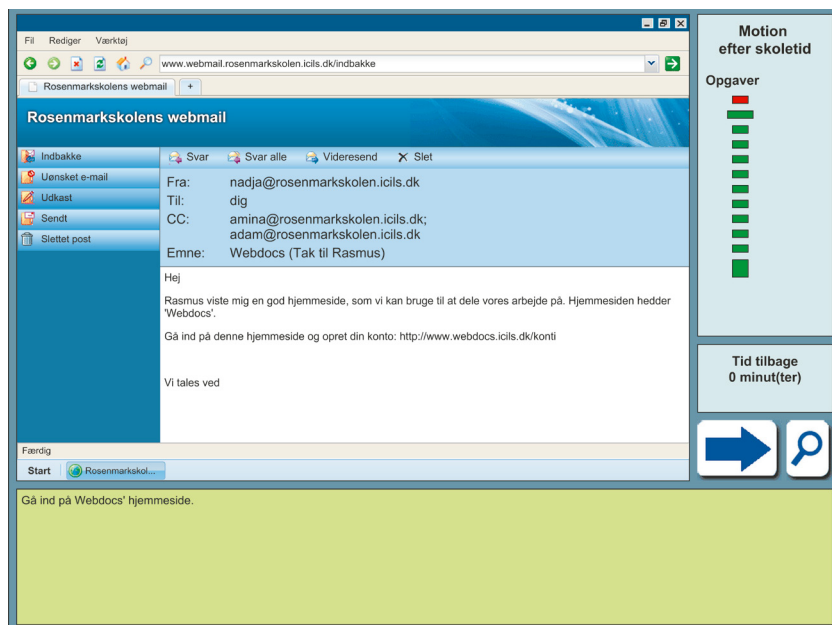 Fil Rediger Værktøj
www.webmail.rosenmarkskolen.icils.dk/indbakke
Rosenmarkskolens webmail +
Rosenmarkskolens webmail
Indbakke
Uønsket e-mail
Udkast
Sendt
Slettet post
Svar Svar alle Videresend Slet
Fra: nadja@rosenmarkskolen.icils.dk
Til: dig
CC: amina@rosenmarkskolen.icils.dk;
adam@rosenmarkskolen.icils.dk
Emne: Webdocs (Tak til Rasmus)
Hej
Rasmus viste mig en god hjemmeside, som vi kan bruge til at dele vores arbejde på. Hjemmesiden hedder
'Webdocs'.
Gå ind på denne hjemmeside og opret din konto: http://www.webdocs.icils.dk/konti
Vi tales ved
Færdig
Start Rosenmarkskol...
Motion
efter skoletid
Opgaver
Tid tilbage
0 minut(ter)
Gå ind på Webdocs' hjemmeside.